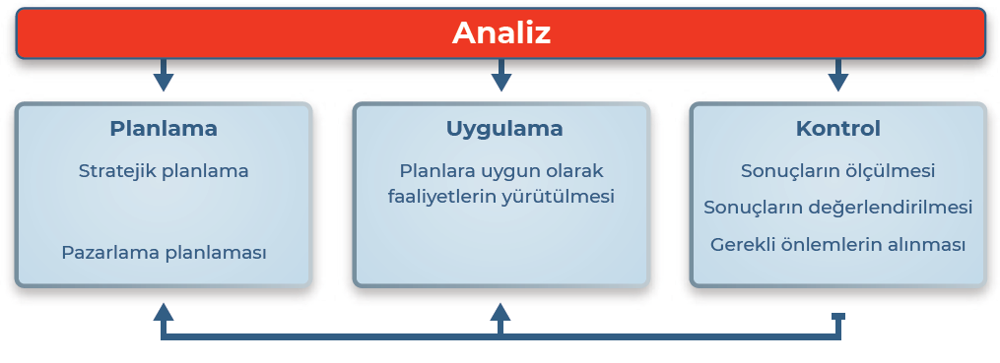 Analiz
Planlama
Stratejik planlama
Pazarlama planlaması
Uygulama
Planlara uygun olarak
faaliyetlerin yürütülmesi
Kontrol
Sonuçların ölçülmesi
Sonuçların değerlendirilmesi
Gerekli önlemlerin alınması